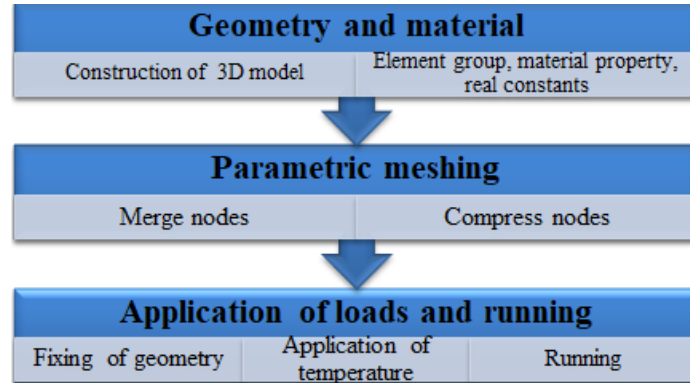 Geometry and material
Construction of 3D model
Element group, material property,
real constants
Parametric meshing
Merge nodes
Compress nodes
Application of loads and running
Fixing of geometry
Application of
temperature
Running